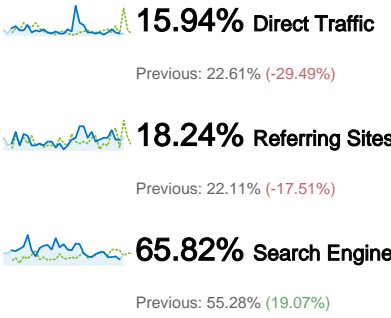 15.94% Direct Traffic
Previous: 22.61% (-29.49%)
18.24% Referring Sites
Previous: 22.11% (-17.51%)
65.82% Search Engine
Previous: 55.28% (19.07%)